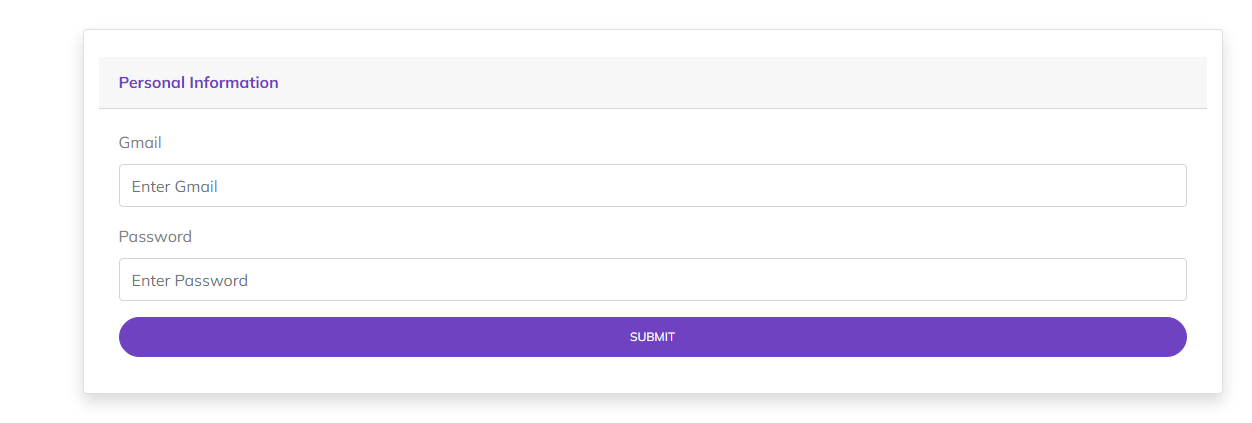 Personal Information
Gmail
Enter Gmail
Password
Enter Password
SUBMIT